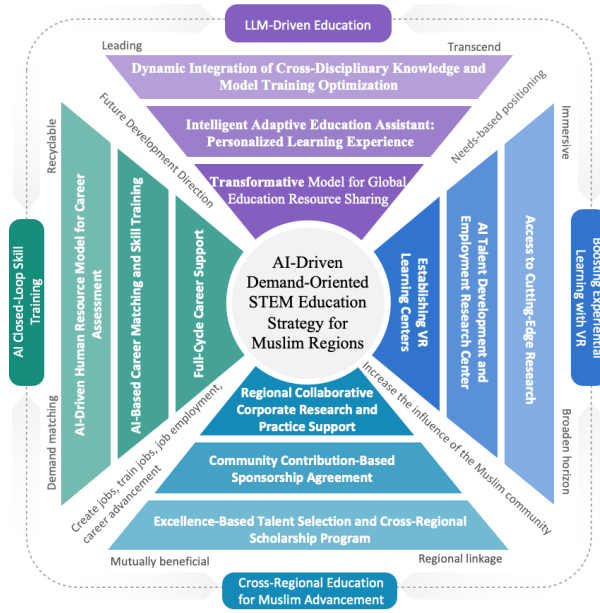 LLM-Driven Education
Leading
Transcend
Dynamic Integration of Cross-Disciplinary Knowledge and
Model Training Optimization
Intelligent Adaptive Education Assistant:
Personalized Learning Experience
Transformative Model for Global
Education Resource Sharing
Future Development Direction
Needs-based positioning
Recyclable
Immersive
AI Closed-Loop Skill
Training
AI-Driven Human Resource Model for Career
Assessment
AI-Based Career Matching and Skill Training
Full-Cycle Career Support
AI-Driven
Demand-Oriented
STEM Education
Strategy for
Muslim Regions
Establishing VR
Learning Centers
AI Talent Development and
Employment Research Center
Access to Cutting-Edge Research
Boosting Experiential
Learning with VR
Demand matching
Broaden horizon
Create jobs, train jobs, job employment,
career advancement
Increase the influence of the Muslim community
Regional Collaborative
Corporate Research and
Practice Support
Community Contribution-Based
Sponsorship Agreement
Excellence-Based Talent Selection and Cross-Regional
Scholarship Program
Mutually beneficial
Regional linkage
Cross-Regional Education
for Muslim Advancement